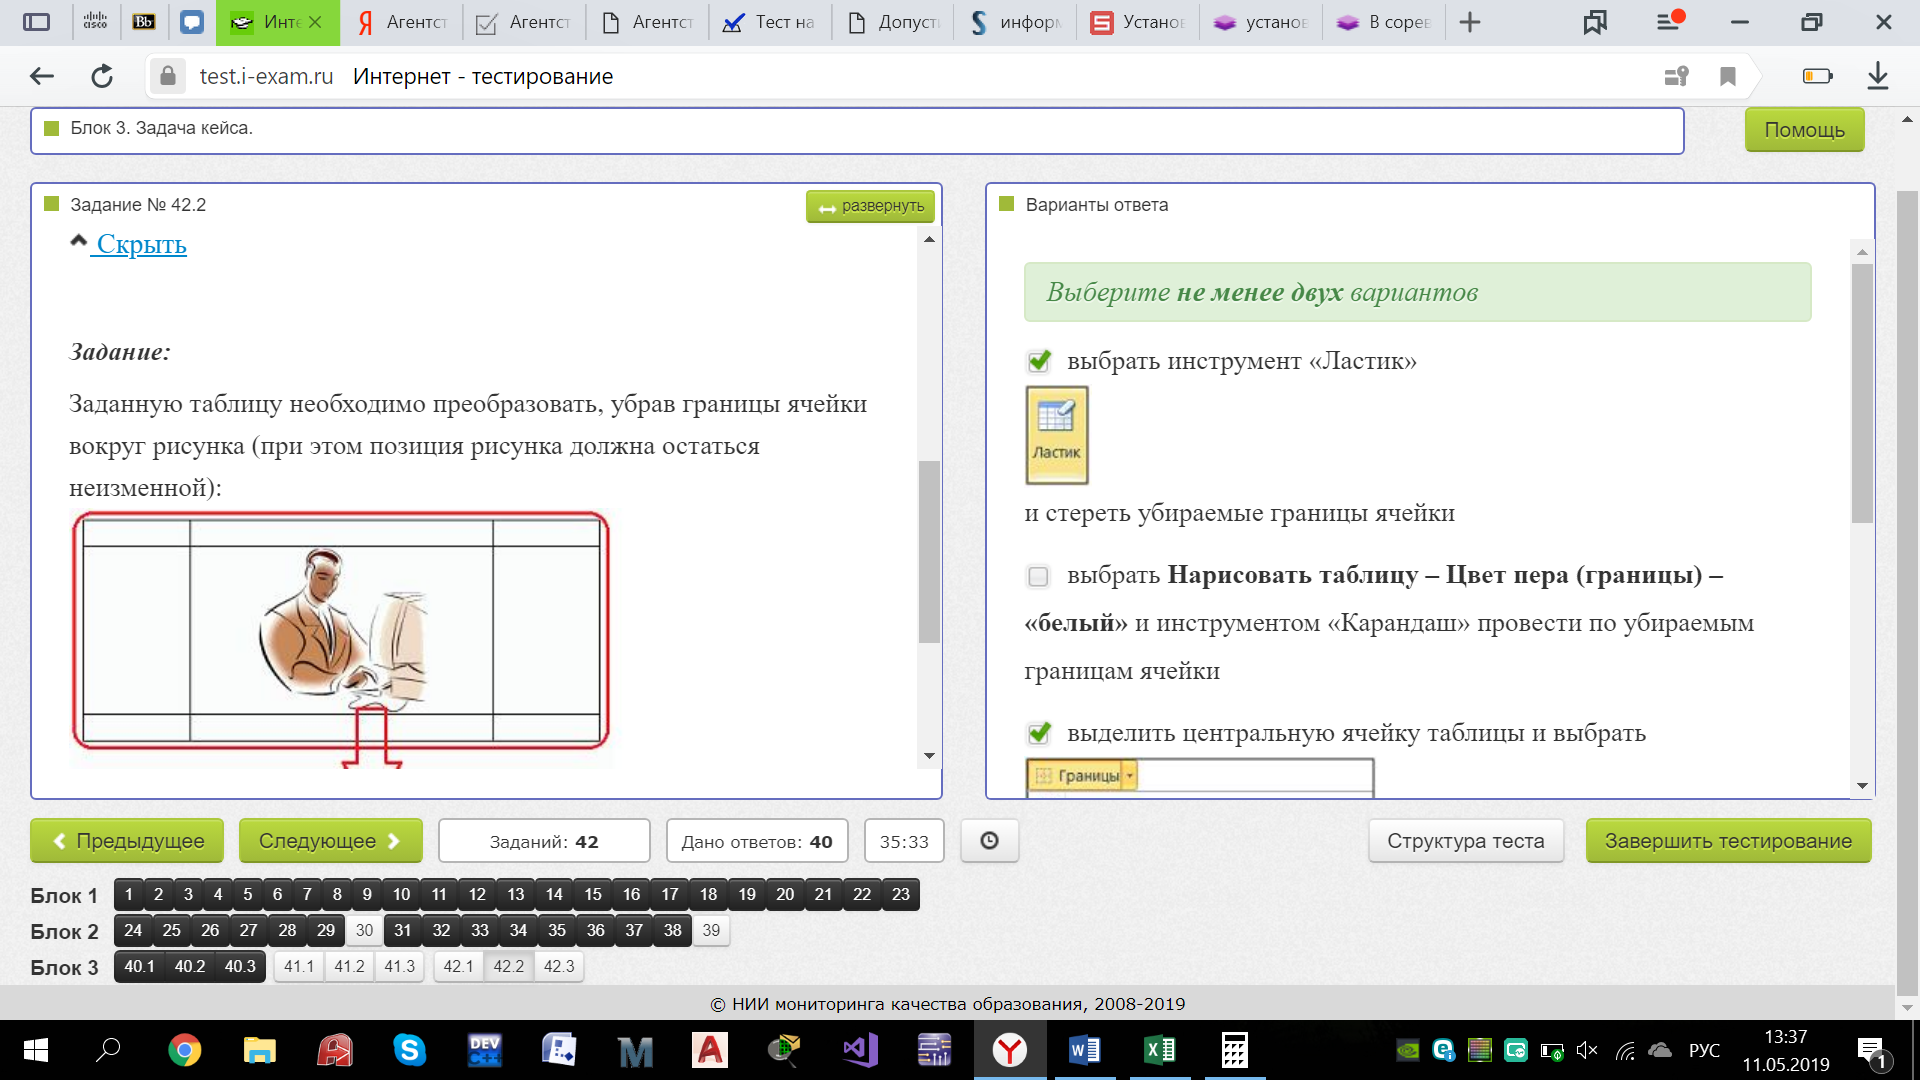 cisco
Bb
Инте
Агентст
Агентст
Агентст
Тест на
Допуст
информ
Установ
установ
В сорев
test.i-exam.ru Интернет - тестирование
Блок 3. Задача кейса.
Помощь
Задание № 42.2
развернуть
Скрыть
Задание:
Заданную таблицу необходимо преобразовать, убрав границы ячейки
вокруг рисунка (при этом позиция рисунка должна остаться
неизменной):
Варианты ответа
Выберите не менее двух вариантов
выбрать инструмент «Ластик»
Ластик
и стереть убираемые границы ячейки
выбрать Нарисовать таблицу – Цвет пера (границы) –
«белый» и инструментом «Карандаш» провести по убираемым
границам ячейки
выделить центральную ячейку таблицы и выбрать
Границы
Предыдущее
Следующее
Заданий: 42
Дано ответов: 40
35:33
Структура теста
Завершить тестирование
Блок 1 1 2 3 4 5 6 7 8 9 10 11 12 13 14 15 16 17 18 19 20 21 22 23
Блок 2 24 25 26 27 28 29 30 31 32 33 34 35 36 37 38 39
Блок 3 40.1 40.2 40.3 41.1 41.2 41.3 42.1 42.2 42.3
© НИИ мониторинга качества образования, 2008-2019
DEV C++
РУС
13:37
11.05.2019
1